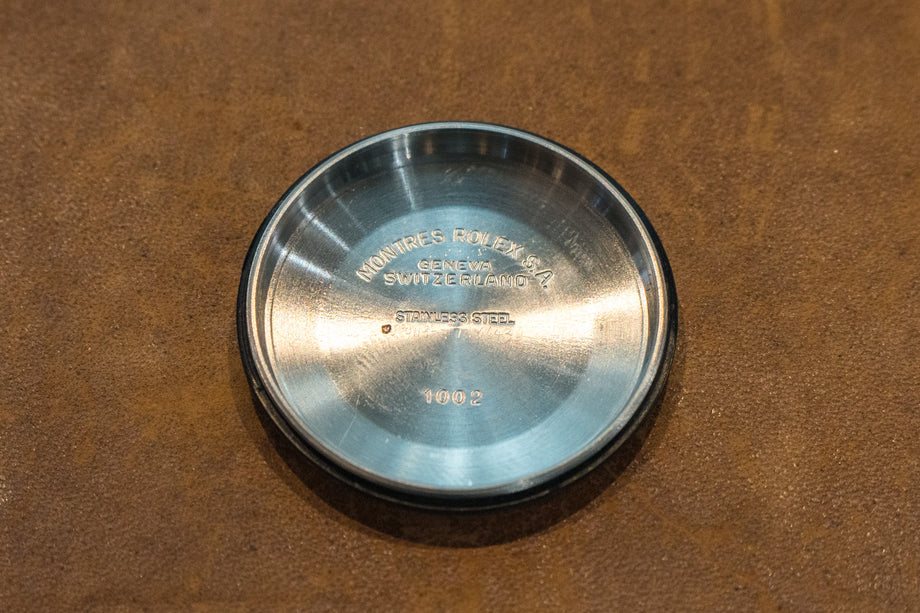 MONTRES ROLEX S.A.
GENEVA
SWITZERLAND
STAINLESS STEEL
1002